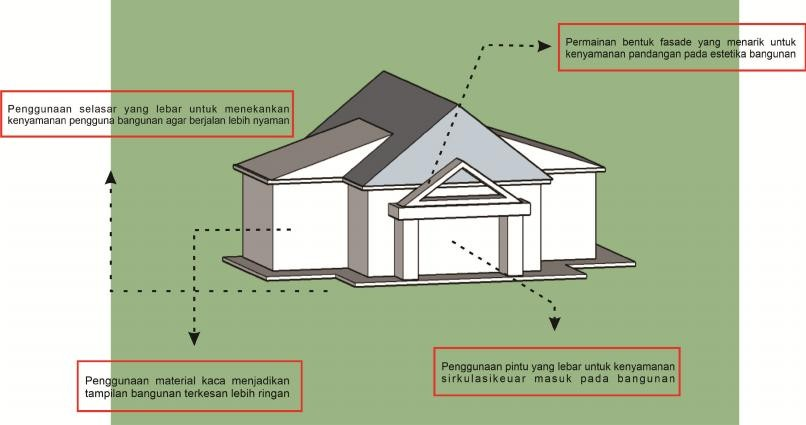 Permainan bentuk fasade yang menarik untuk
kenyamanan pandangan pada estetika bangunan
Penggunaan selasar yang lebar untuk menekankan
kenyamanan pengguna bangunan agar berjalan lebih nyaman
Penggunaan material kaca menjadikan
tampilan bangunan terkesan lebih ringan
Penggunaan pintu yang lebar untuk kenyamanan
sirkulasikeuar masuk pada bangunan